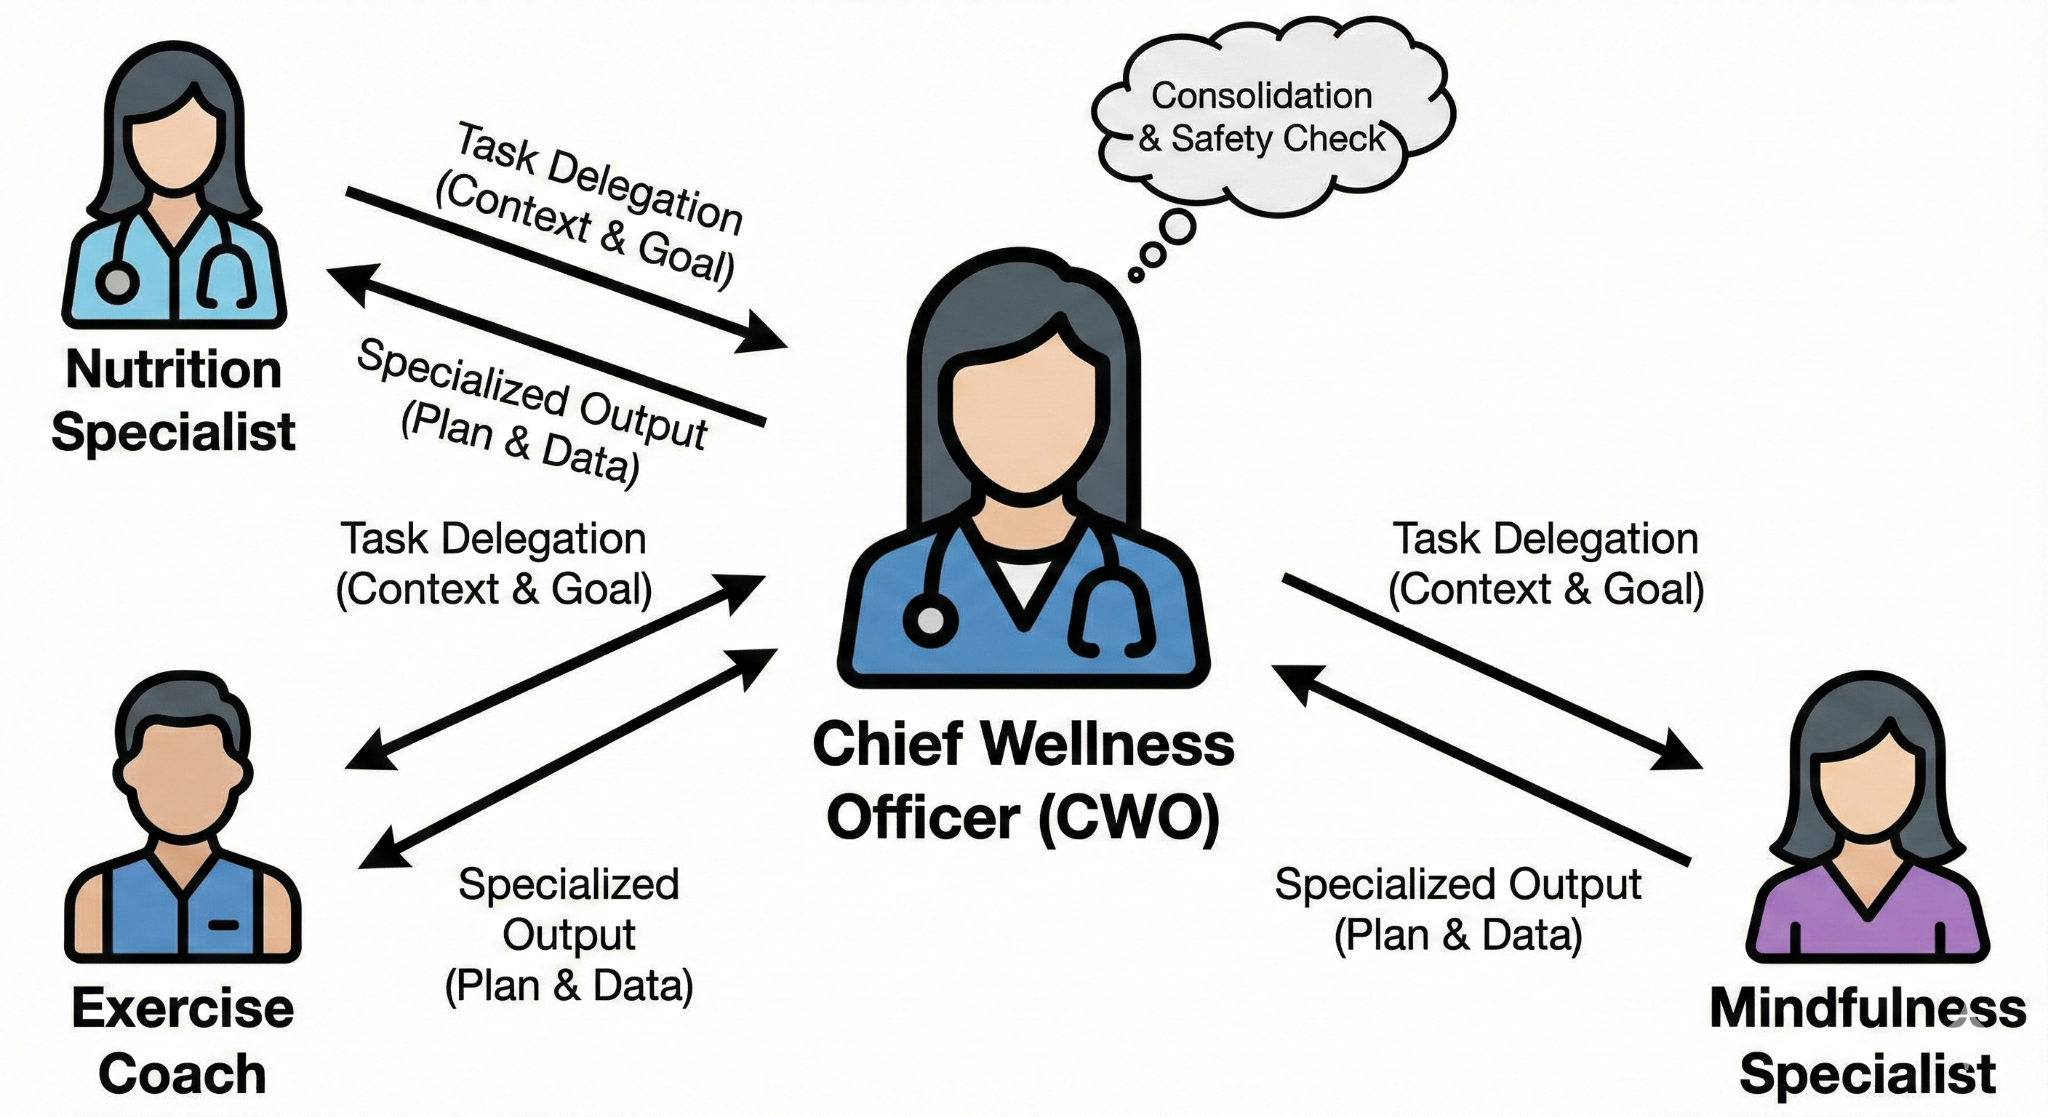 Consolidation
& Safety Check
Task Delegation
(Context & Goal)
Specialized Output
(Plan & Data)
Nutrition
Specialist
Task Delegation
(Context & Goal)
Specialized
Output
(Plan & Data)
Exercise
Coach
Chief Wellness
Officer (CWO)
Task Delegation
(Context & Goal)
Specialized Output
(Plan & Data)
Mindfulness
Specialist